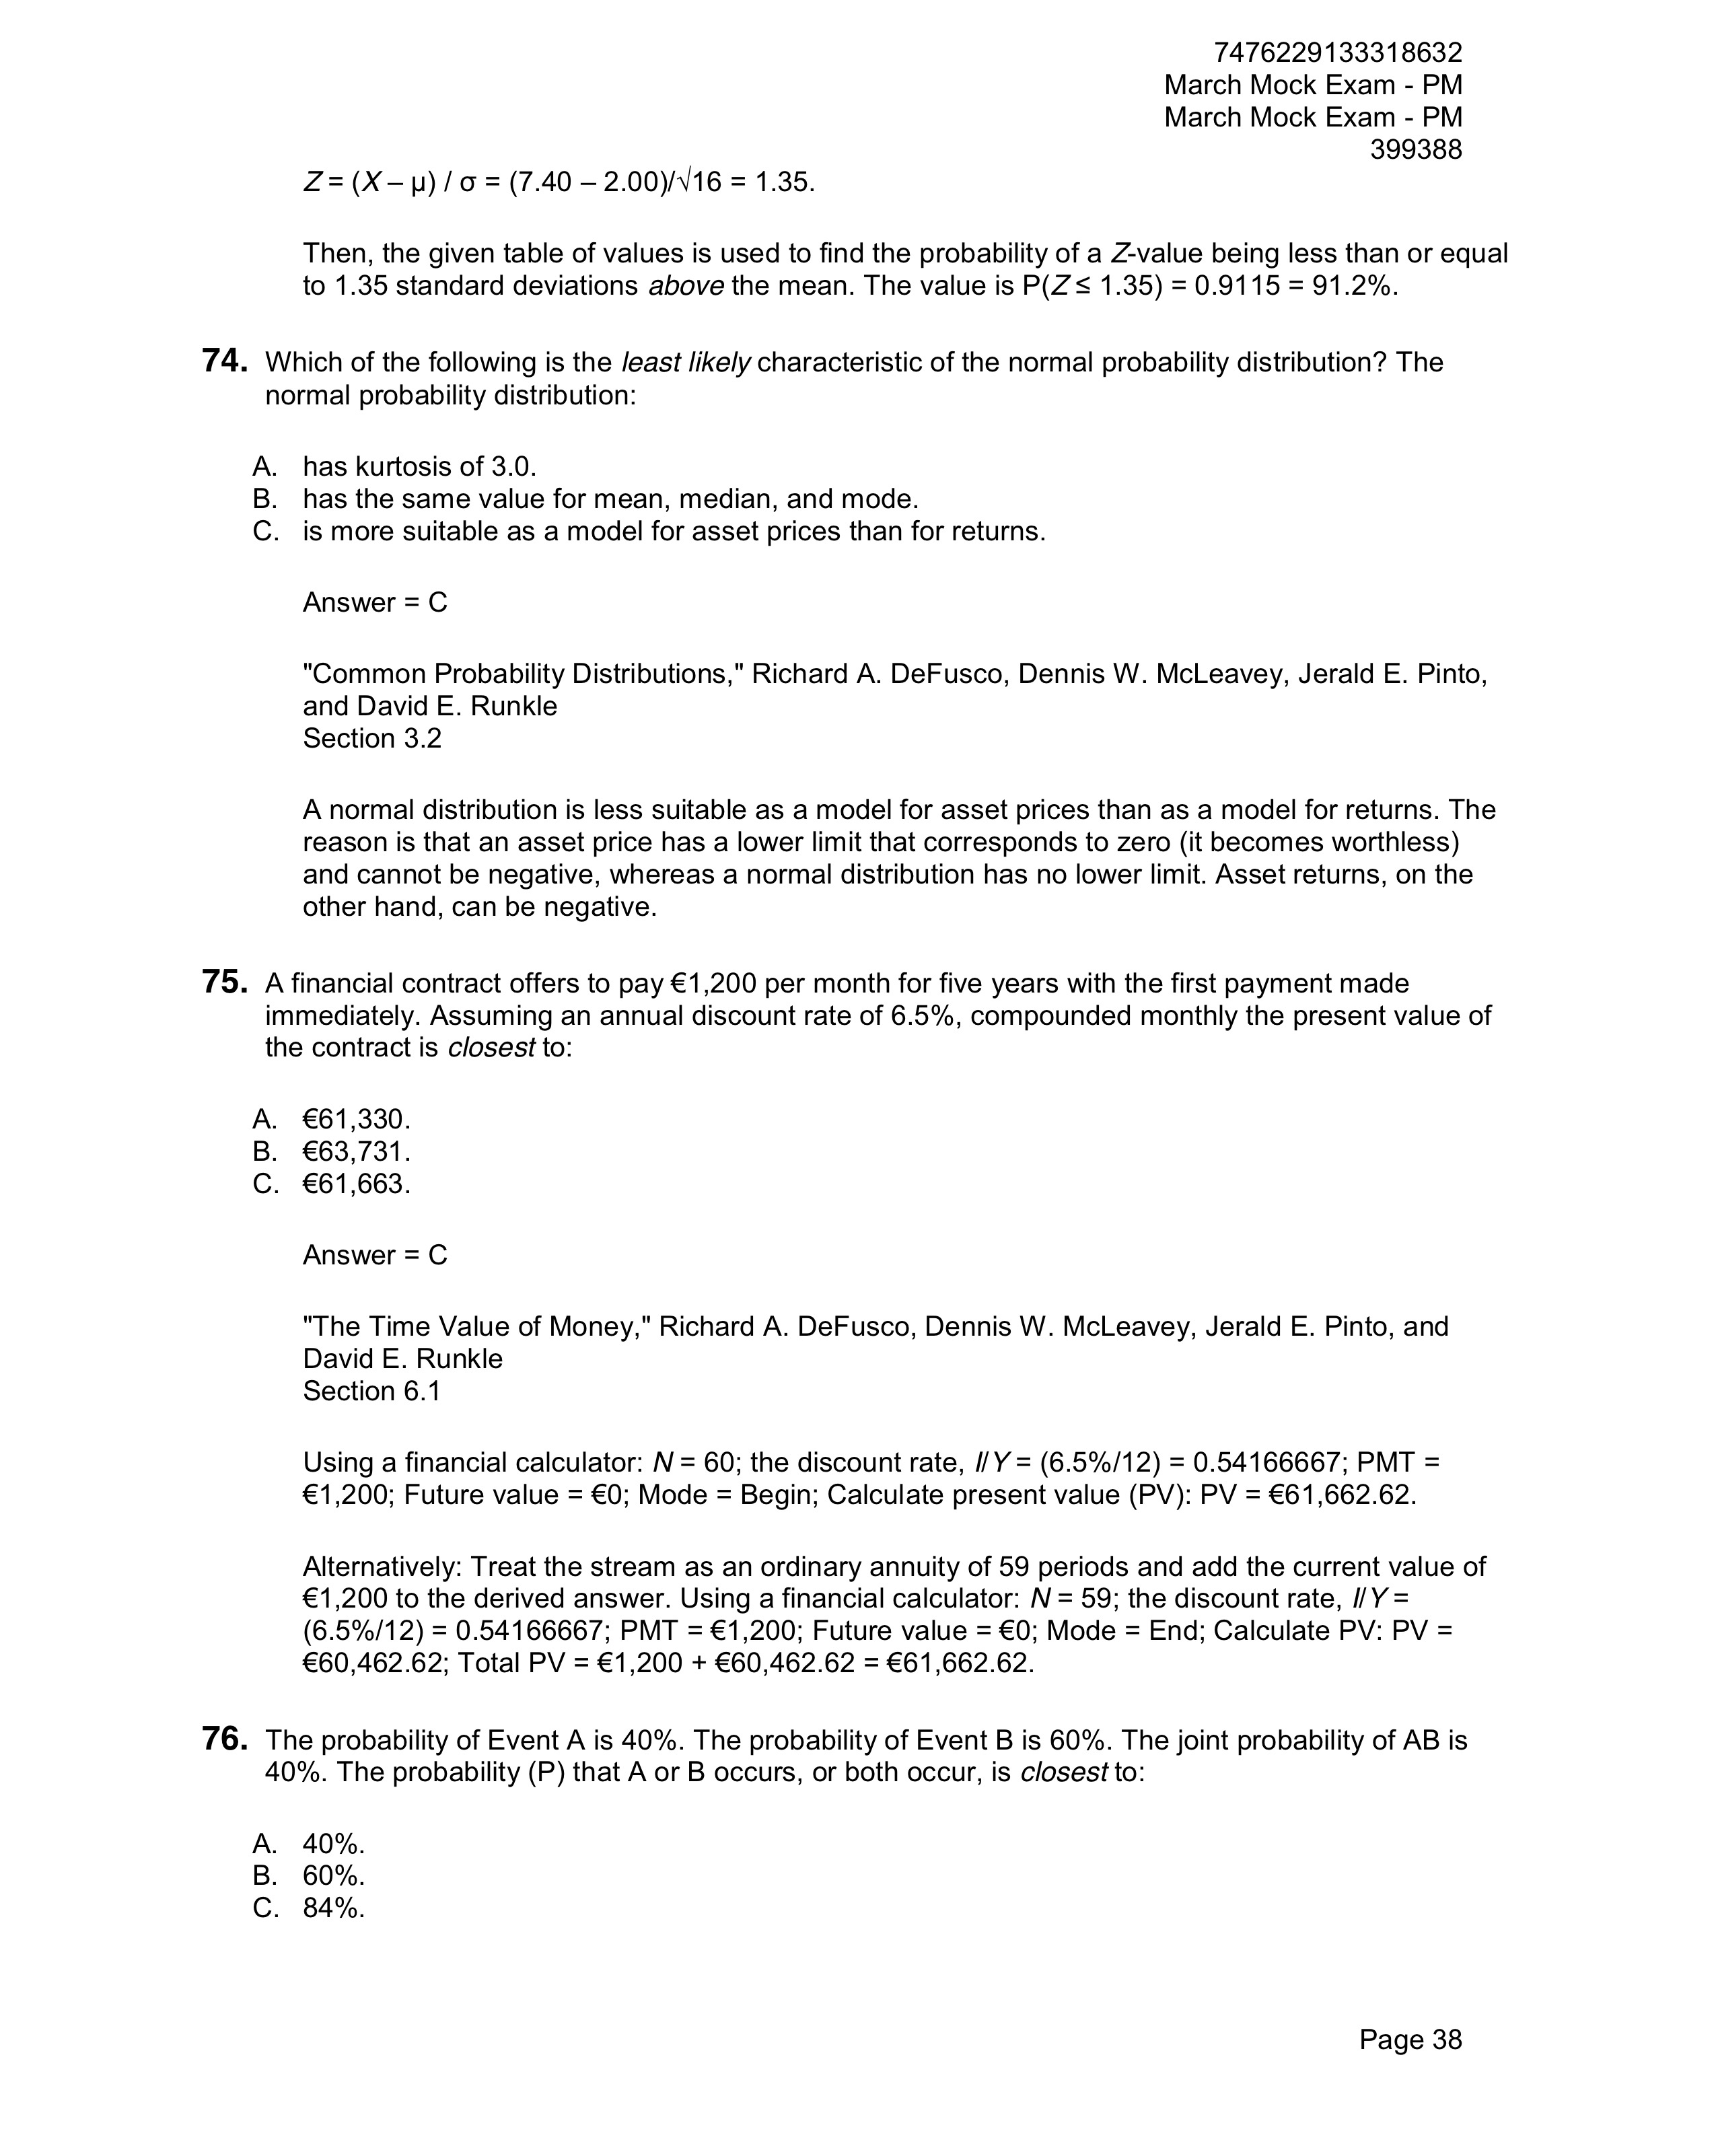 7476229133318632
March Mock Exam - PM
March Mock Exam - PM
399388
Z = (X – μ) / σ = (7.40 – 2.00)/√16 = 1.35.
Then, the given table of values is used to find the probability of a Z-value being less than or equal
to 1.35 standard deviations above the mean. The value is P(Z ≤ 1.35) = 0.9115 = 91.2%.
74. Which of the following is the least likely characteristic of the normal probability distribution? The
normal probability distribution:
A. has kurtosis of 3.0.
B. has the same value for mean, median, and mode.
C. is more suitable as a model for asset prices than for returns.
Answer = C
"Common Probability Distributions," Richard A. DeFusco, Dennis W. McLeavey, Jerald E. Pinto,
and David E. Runkle
Section 3.2
A normal distribution is less suitable as a model for asset prices than as a model for returns. The
reason is that an asset price has a lower limit that corresponds to zero (it becomes worthless)
and cannot be negative, whereas a normal distribution has no lower limit. Asset returns, on the
other hand, can be negative.
75. A financial contract offers to pay €1,200 per month for five years with the first payment made
immediately. Assuming an annual discount rate of 6.5%, compounded monthly the present value of
the contract is closest to:
A. €61,330.
B. €63,731.
C. €61,663.
Answer = C
"The Time Value of Money," Richard A. DeFusco, Dennis W. McLeavey, Jerald E. Pinto, and
David E. Runkle
Section 6.1
Using a financial calculator: N = 60; the discount rate, I/Y = (6.5%/12) = 0.54166667; PMT =
€1,200; Future value = €0; Mode = Begin; Calculate present value (PV): PV = €61,662.62.
Alternatively: Treat the stream as an ordinary annuity of 59 periods and add the current value of
€1,200 to the derived answer. Using a financial calculator: N = 59; the discount rate, I/Y =
(6.5%/12) = 0.54166667; PMT = €1,200; Future value = €0; Mode = End; Calculate PV: PV =
€60,462.62; Total PV = €1,200 + €60,462.62 = €61,662.62.
76. The probability of Event A is 40%. The probability of Event B is 60%. The joint probability of AB is
40%. The probability (P) that A or B occurs, or both occur, is closest to:
A. 40%.
B. 60%.
C. 84%.
Page 38